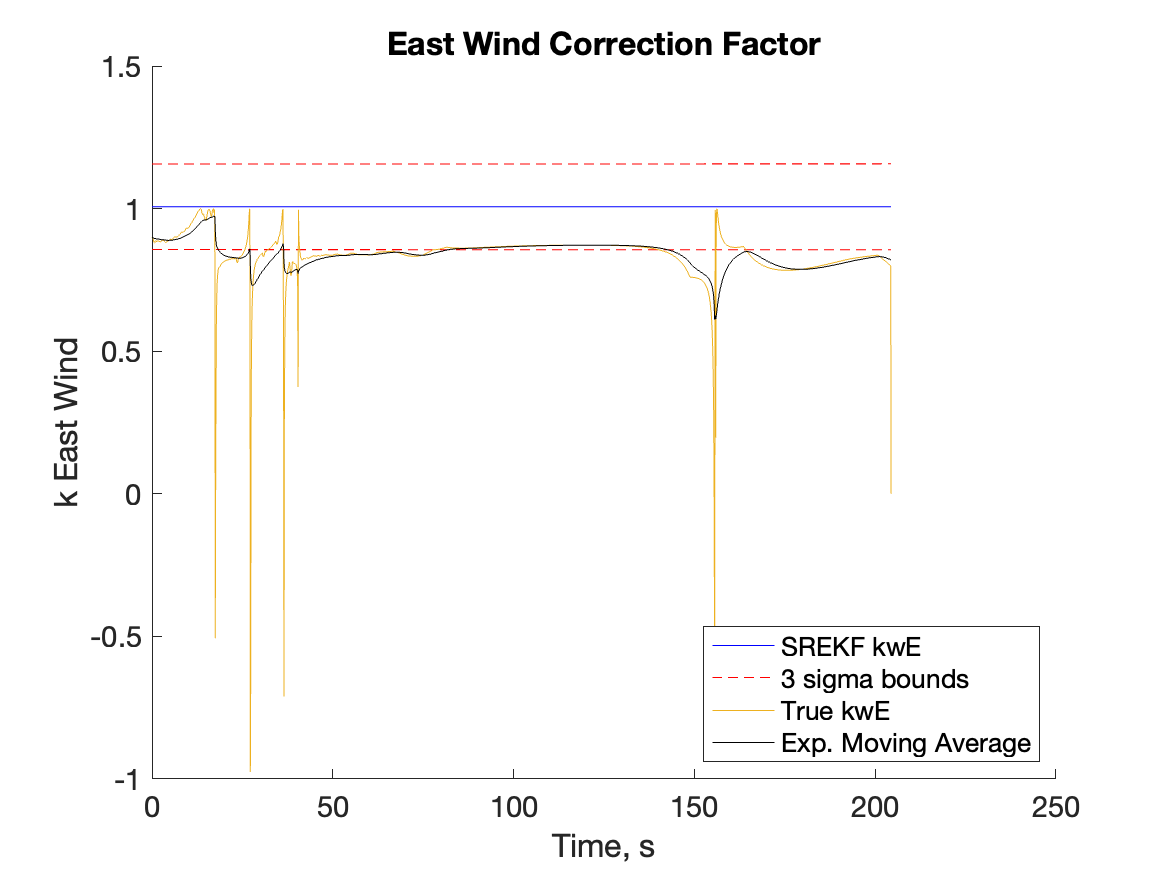 East Wind Correction Factor
1.5
1
0.5
0
-0.5
-1
k East Wind
SREKF kwE
3 sigma bounds
True kwE
Exp. Moving Average
0 50 100 150 200 250
Time, s